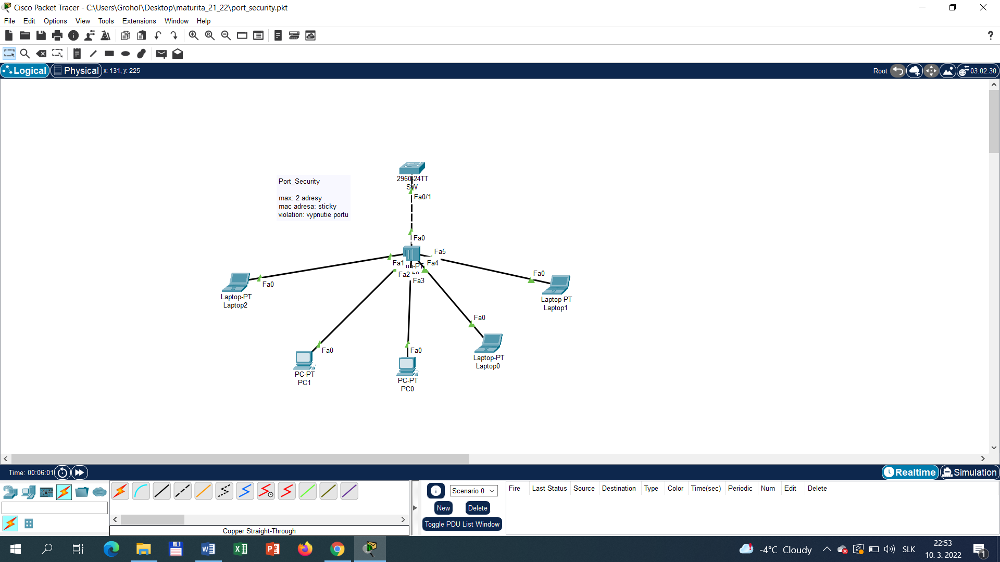 Cisco Packet Tracer - C:\Users\Grohol\Desktop\maturita_21_22\port_security.pkt
File Edit Options View Tools Extensions Window Help
?
Logical Physical x: 131, y: 225
Root 03:02:30
2960-24TT
SW
Fa0/1
Port_Security
max: 2 adresy
mac adresa: sticky
violation: vypnutie portu
Fa0
Fa5
Fa1
Fa4
Fa2
Fa3
Fa0
Laptop-PT
Laptop2
Fa0
Laptop-PT
Laptop1
Fa0
Laptop-PT
Laptop0
Fa0
PC-PT
PC1
Fa0
PC-PT
PC0
Time: 00:06:01
Realtime Simulation
Scenario 0
New Delete
Toggle PDU List Window
Fire Last Status Source Destination Type Color Time(sec) Periodic Num Edit Delete
Copper Straight-Through
-4°C Cloudy
SLK
22:53
10. 3. 2022
1